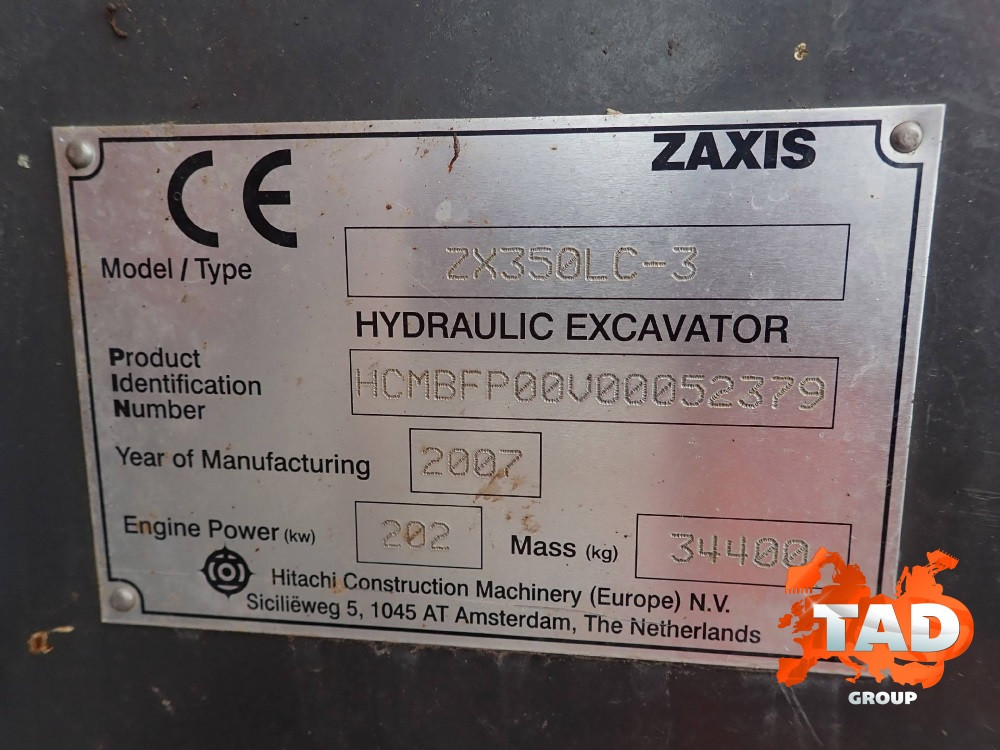 ZAXIS
CE
Model / Type
ZX350LC-3
HYDRAULIC EXCAVATOR
Product
Identification
Number
HCMBFP00V00052379
Year of Manufacturing
2007
Engine Power (kw)
202
Mass (kg)
34400
Hitachi Construction Machinery (Europe) N.V.
Siciliëweg 5, 1045 AT Amsterdam, The Netherlands
TAD
GROUP